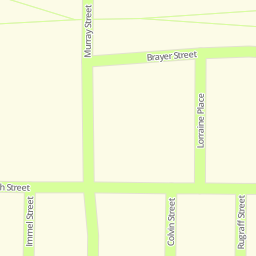 Murray Street
Brayer Street
Lorraine Place
h Street
Immel Street
Colvin Street
Rugraff Street